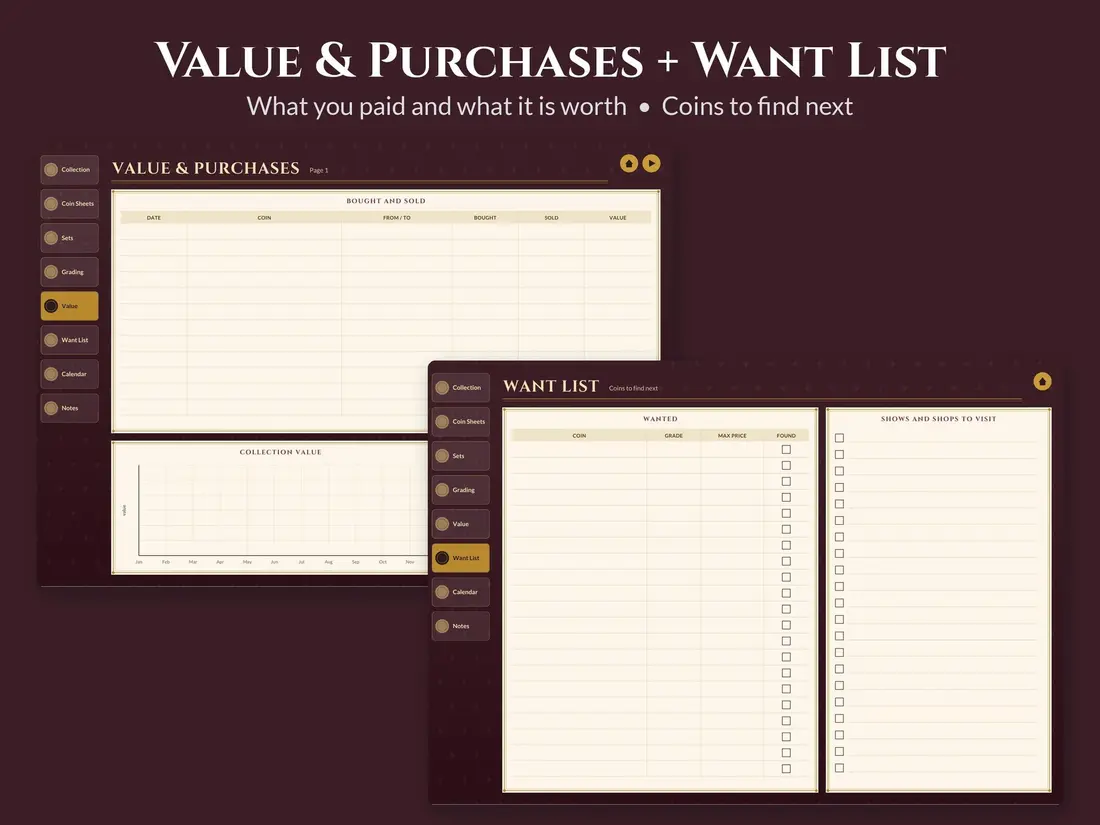 VALUE & PURCHASES + WANT LIST
What you paid and what it is worth ● Coins to find next
VALUE & PURCHASES Page 1
Collection
Coin Sheets
Sets
Grading
Value
Want List
Calendar
Notes
BOUGHT AND SOLD
DATE COIN FROM / TO BOUGHT SOLD VALUE
COLLECTION VALUE
value
Jan Feb Mar Apr May Jun Jul Aug Sep Oct Nov
WANT LIST Coins to find next
Collection
Coin Sheets
Sets
Grading
Value
Want List
Calendar
Notes
WANTED
COIN GRADE MAX PRICE FOUND
SHOWS AND SHOPS TO VISIT